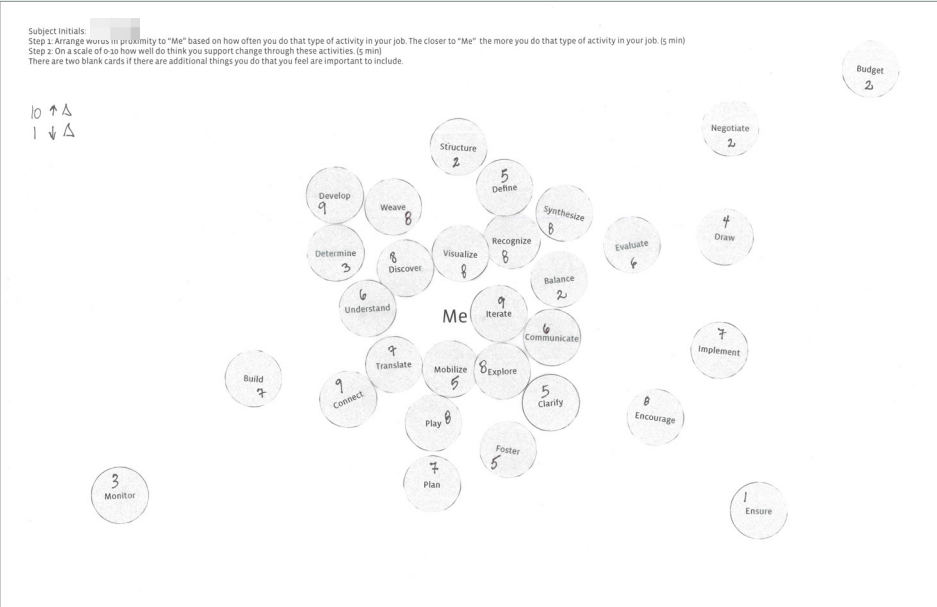 Subject Initials:
Step 1: Arrange words in proximity to "Me" based on how often you do that type of activity in your job. The closer to "Me" the more you do that type of activity in your job. (5 min)
Step 2: On a scale of 0-10 how well do think you support change through these activities. (5 min)
There are two blank cards if there are additional things you do that you feel are important to include.
Budget
2
10 ↑ Δ
1 ↓ Δ
Negotiate
2
Structure
2
5
Define
Develop
9
Weave
8
Synthesize
8
4
Draw
Evaluate
6
Recognize
8
Determine
3
8
Discover
Visualize
8
Balance
2
6
Understand
Me
9
Iterate
6
Communicate
7
Implement
9
Translate
Mobilize
5
8 Explore
Build
7
9
Connect
5
Clarify
8
Encourage
Play 8
Foster
5
7
Plan
3
Monitor
1
Ensure